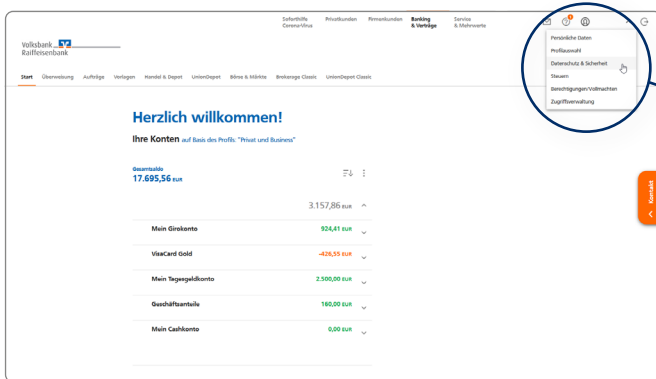 Soforthilfe Corona-Virus
Privatkunden
Firmenkunden
Banking & Verträge
Service & Mehrwerte
Volksbank
Raiffeisenbank
Persönliche Daten
Profilauswahl
Datenschutz & Sicherheit
Steuern
Berechtigungen/Vollmachten
Zugriffsverwaltung
Start Überweisung Aufträge Vorlagen Handel & Depot UnionDepot Börse & Märkte Brokerage Classic UnionDepot Classic
Herzlich willkommen!
Ihre Konten auf Basis des Profils: "Privat und Business"
Gesamtsaldo
17.695,56 EUR
3.157,86 EUR
Mein Girokonto 924,41 EUR
VisaCard Gold -426,55 EUR
Mein Tagesgeldkonto 2.500,00 EUR
Geschäftsanteile 160,00 EUR
Mein Cashkonto 0,00 EUR
Kontakt